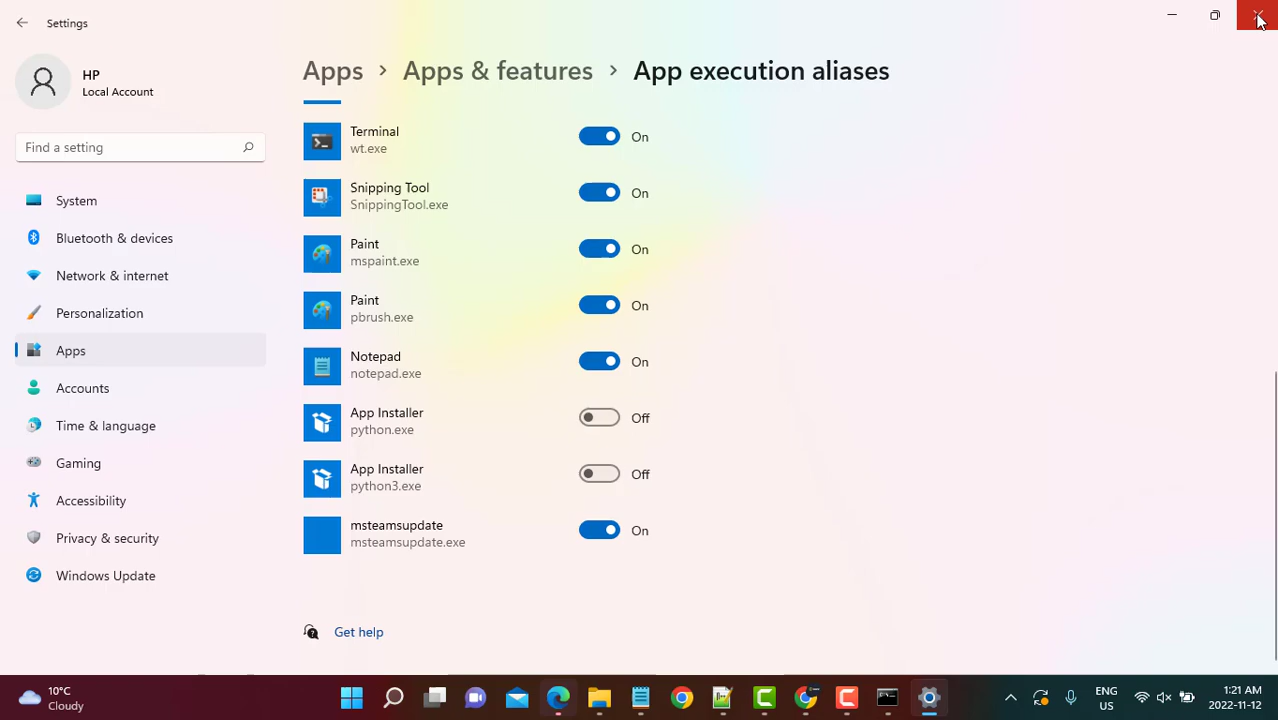 Settings
HP
Local Account
Find a setting
System
Bluetooth & devices
Network & internet
Personalization
Apps
Accounts
Time & language
Gaming
Accessibility
Privacy & security
Windows Update
Apps > Apps & features > App execution aliases
Terminal
wt.exe
On
Snipping Tool
SnippingTool.exe
On
Paint
mspaint.exe
On
Paint
pbrush.exe
On
Notepad
notepad.exe
On
App Installer
python.exe
Off
App Installer
python3.exe
Off
msteamsupdate
msteamsupdate.exe
On
Get help
10°C
Cloudy
ENG
US
1:21 AM
2022-11-12